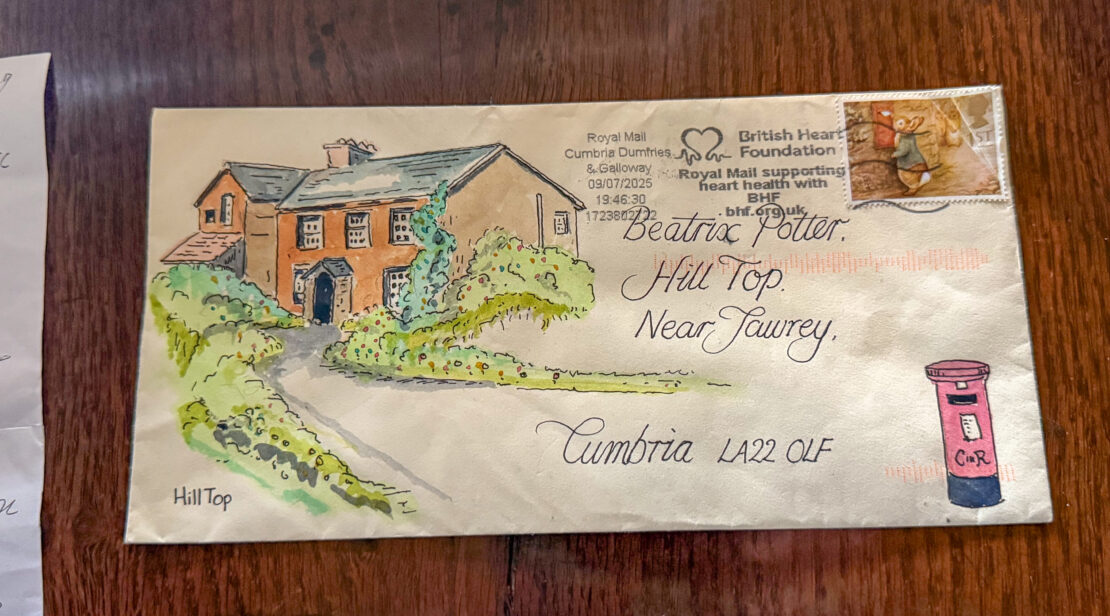 Royal Mail
Cumbria Dumfries
& Galloway
09/07/2025
19:46:30
British Heart
Foundation
Royal Mail supporting
heart health with
BHF
bhf.org.uk
1ST
Beatrix Potter.
Hill Top.
Near Sawrey,
Cumbria LA22 0LF
CIIIR
Hill Top